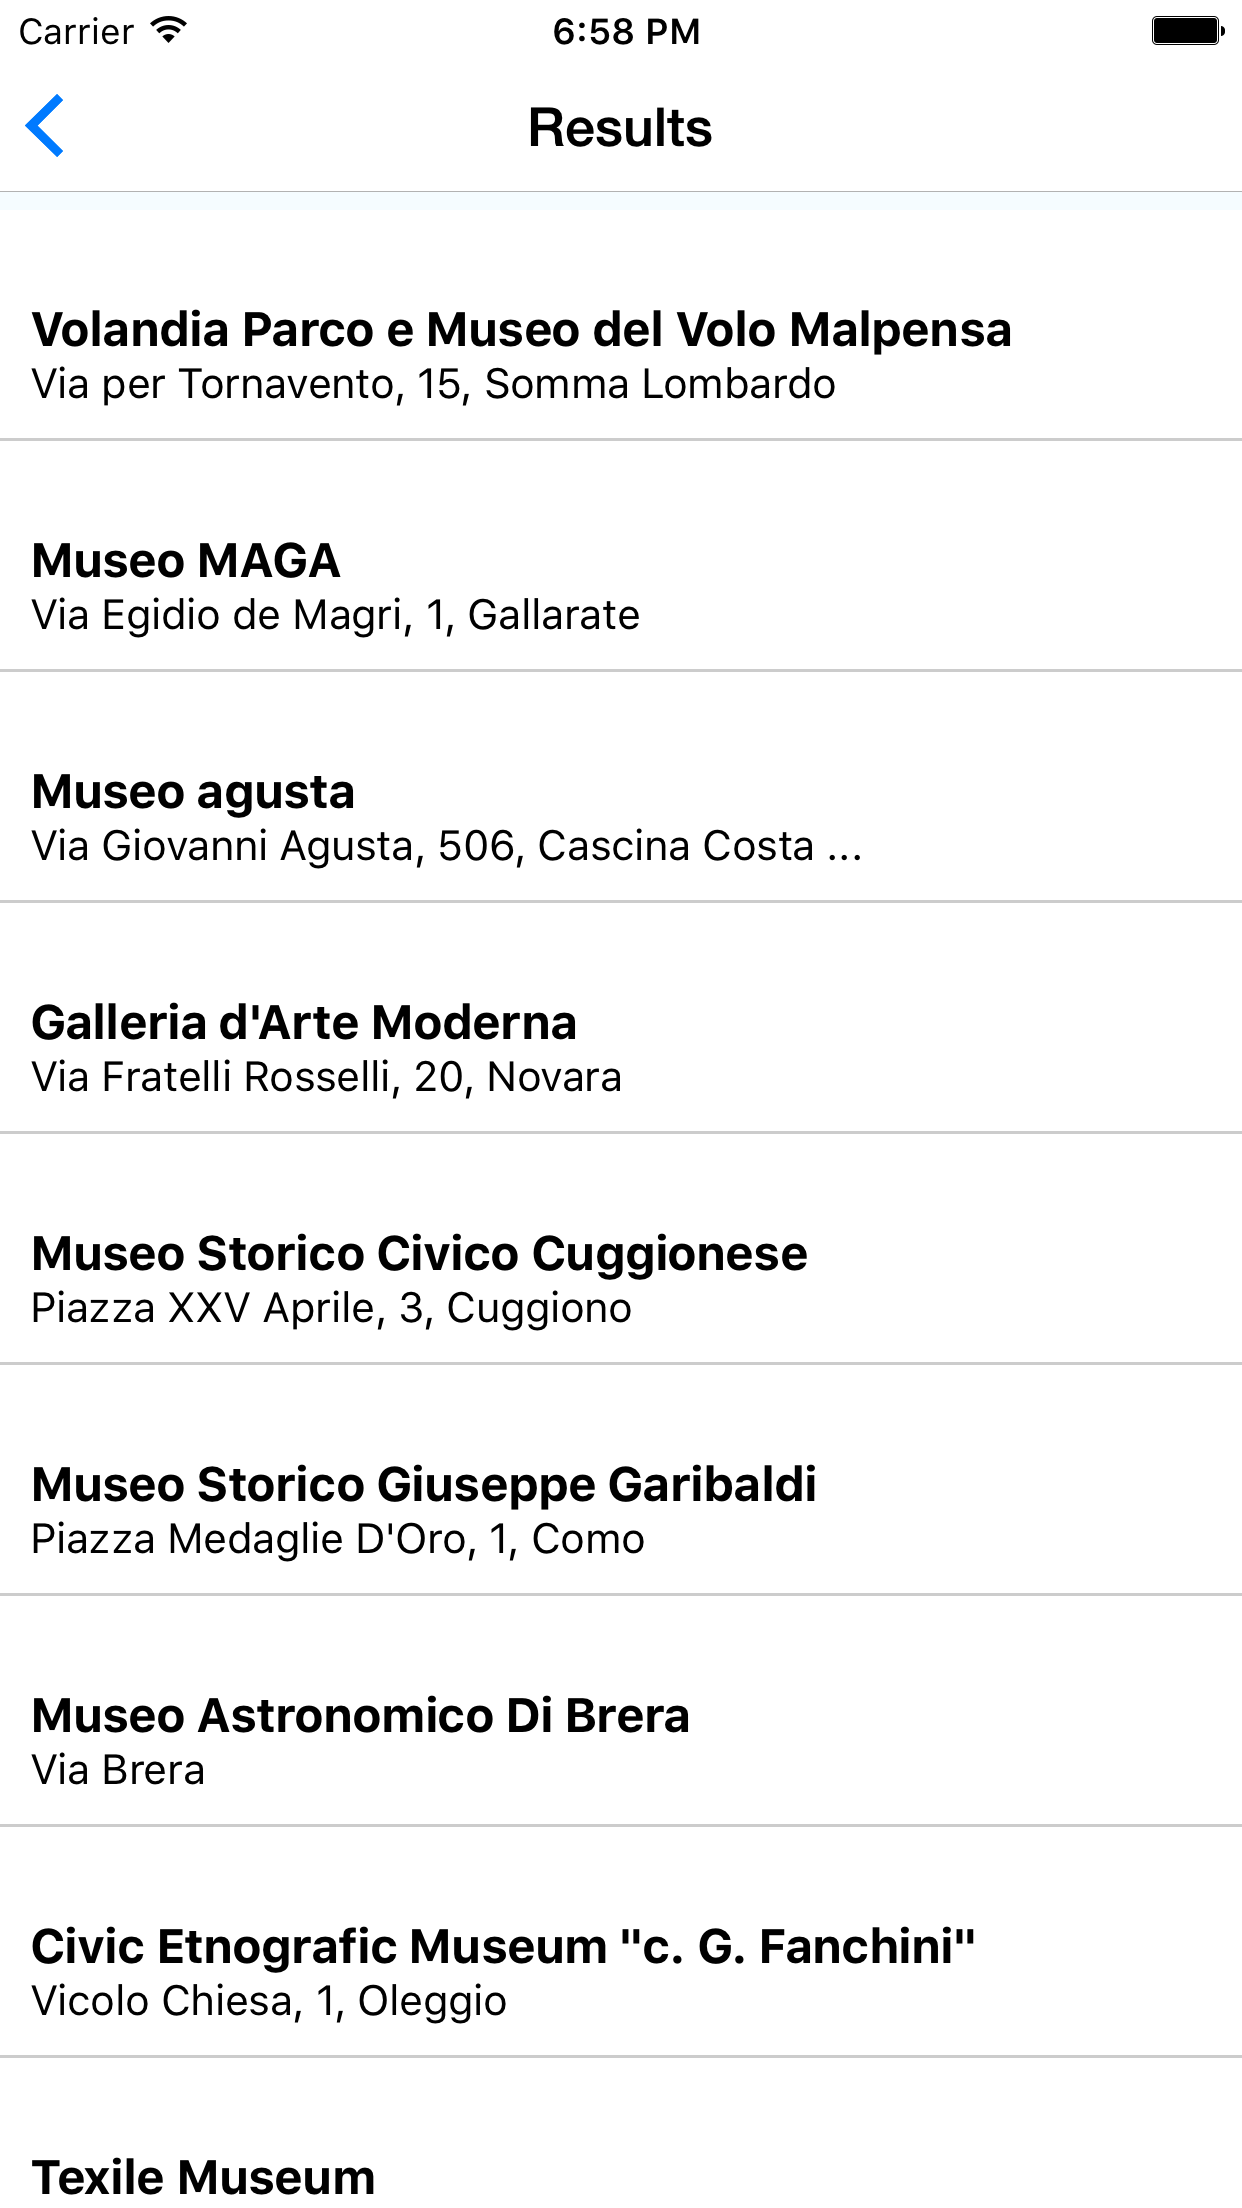 Carrier 6:58 PM
Results
Volandia Parco e Museo del Volo Malpensa
Via per Tornavento, 15, Somma Lombardo
Museo MAGA
Via Egidio de Magri, 1, Gallarate
Museo agusta
Via Giovanni Agusta, 506, Cascina Costa ...
Galleria d'Arte Moderna
Via Fratelli Rosselli, 20, Novara
Museo Storico Civico Cuggionese
Piazza XXV Aprile, 3, Cuggiono
Museo Storico Giuseppe Garibaldi
Piazza Medaglie D'Oro, 1, Como
Museo Astronomico Di Brera
Via Brera
Civic Etnografic Museum "c. G. Fanchini"
Vicolo Chiesa, 1, Oleggio
Texile Museum